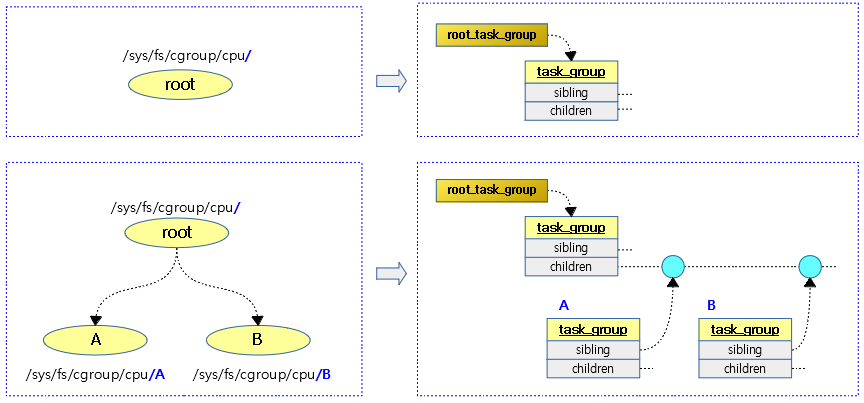 /sys/fs/cgroup/cpu/
root
root_task_group
task_group
sibling
children
/sys/fs/cgroup/cpu/
root
A
B
/sys/fs/cgroup/cpu/A
/sys/fs/cgroup/cpu/B
root_task_group
task_group
sibling
children
A
task_group
sibling
children
B
task_group
sibling
children